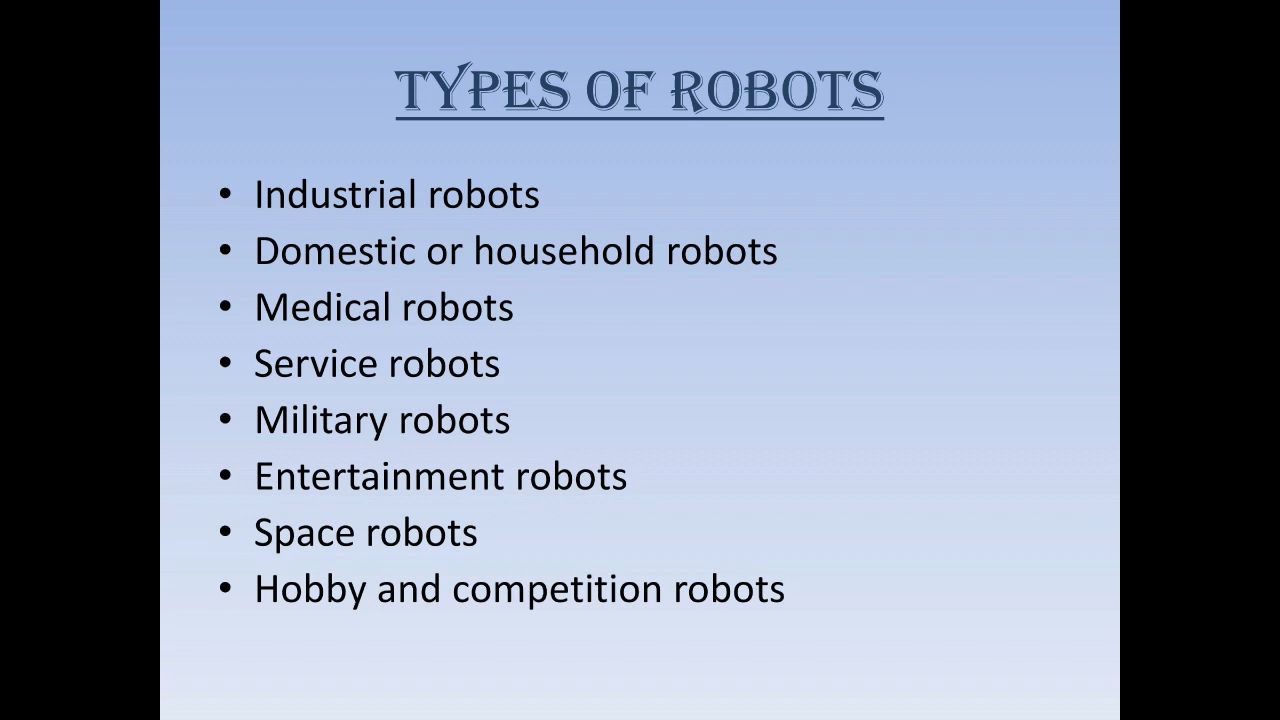 TYPES OF ROBOTS
• Industrial robots
• Domestic or household robots
• Medical robots
• Service robots
• Military robots
• Entertainment robots
• Space robots
• Hobby and competition robots